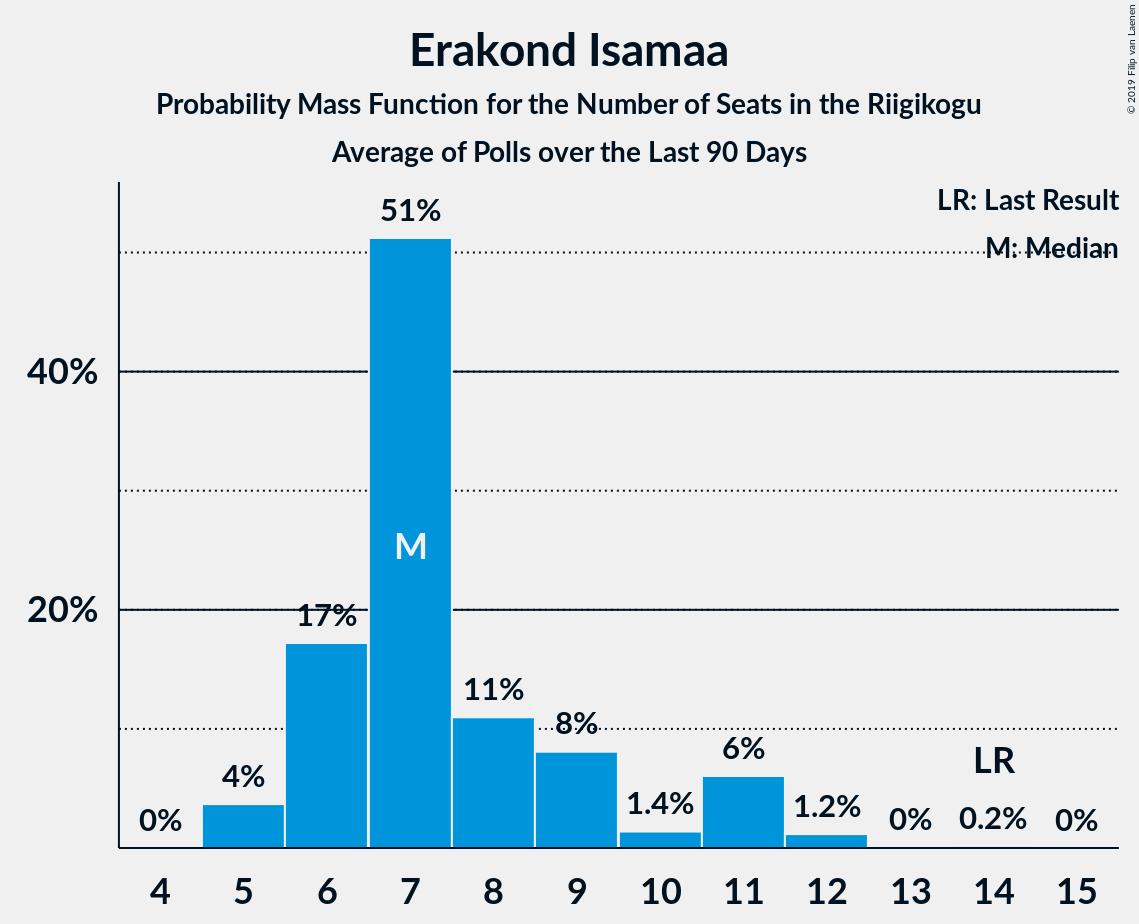 Erakond Isamaa
Probability Mass Function for the Number of Seats in the Riigikogu
Average of Polls over the Last 90 Days
© 2019 Filip van Laenen
LR: Last Result
M: Median
51%
40%
M
20%
17%
11%
8%
6%
LR
4%
1.4%
1.2%
0%
0%
0.2%
0%
4 5 6 7 8 9 10 11 12 13 14 15